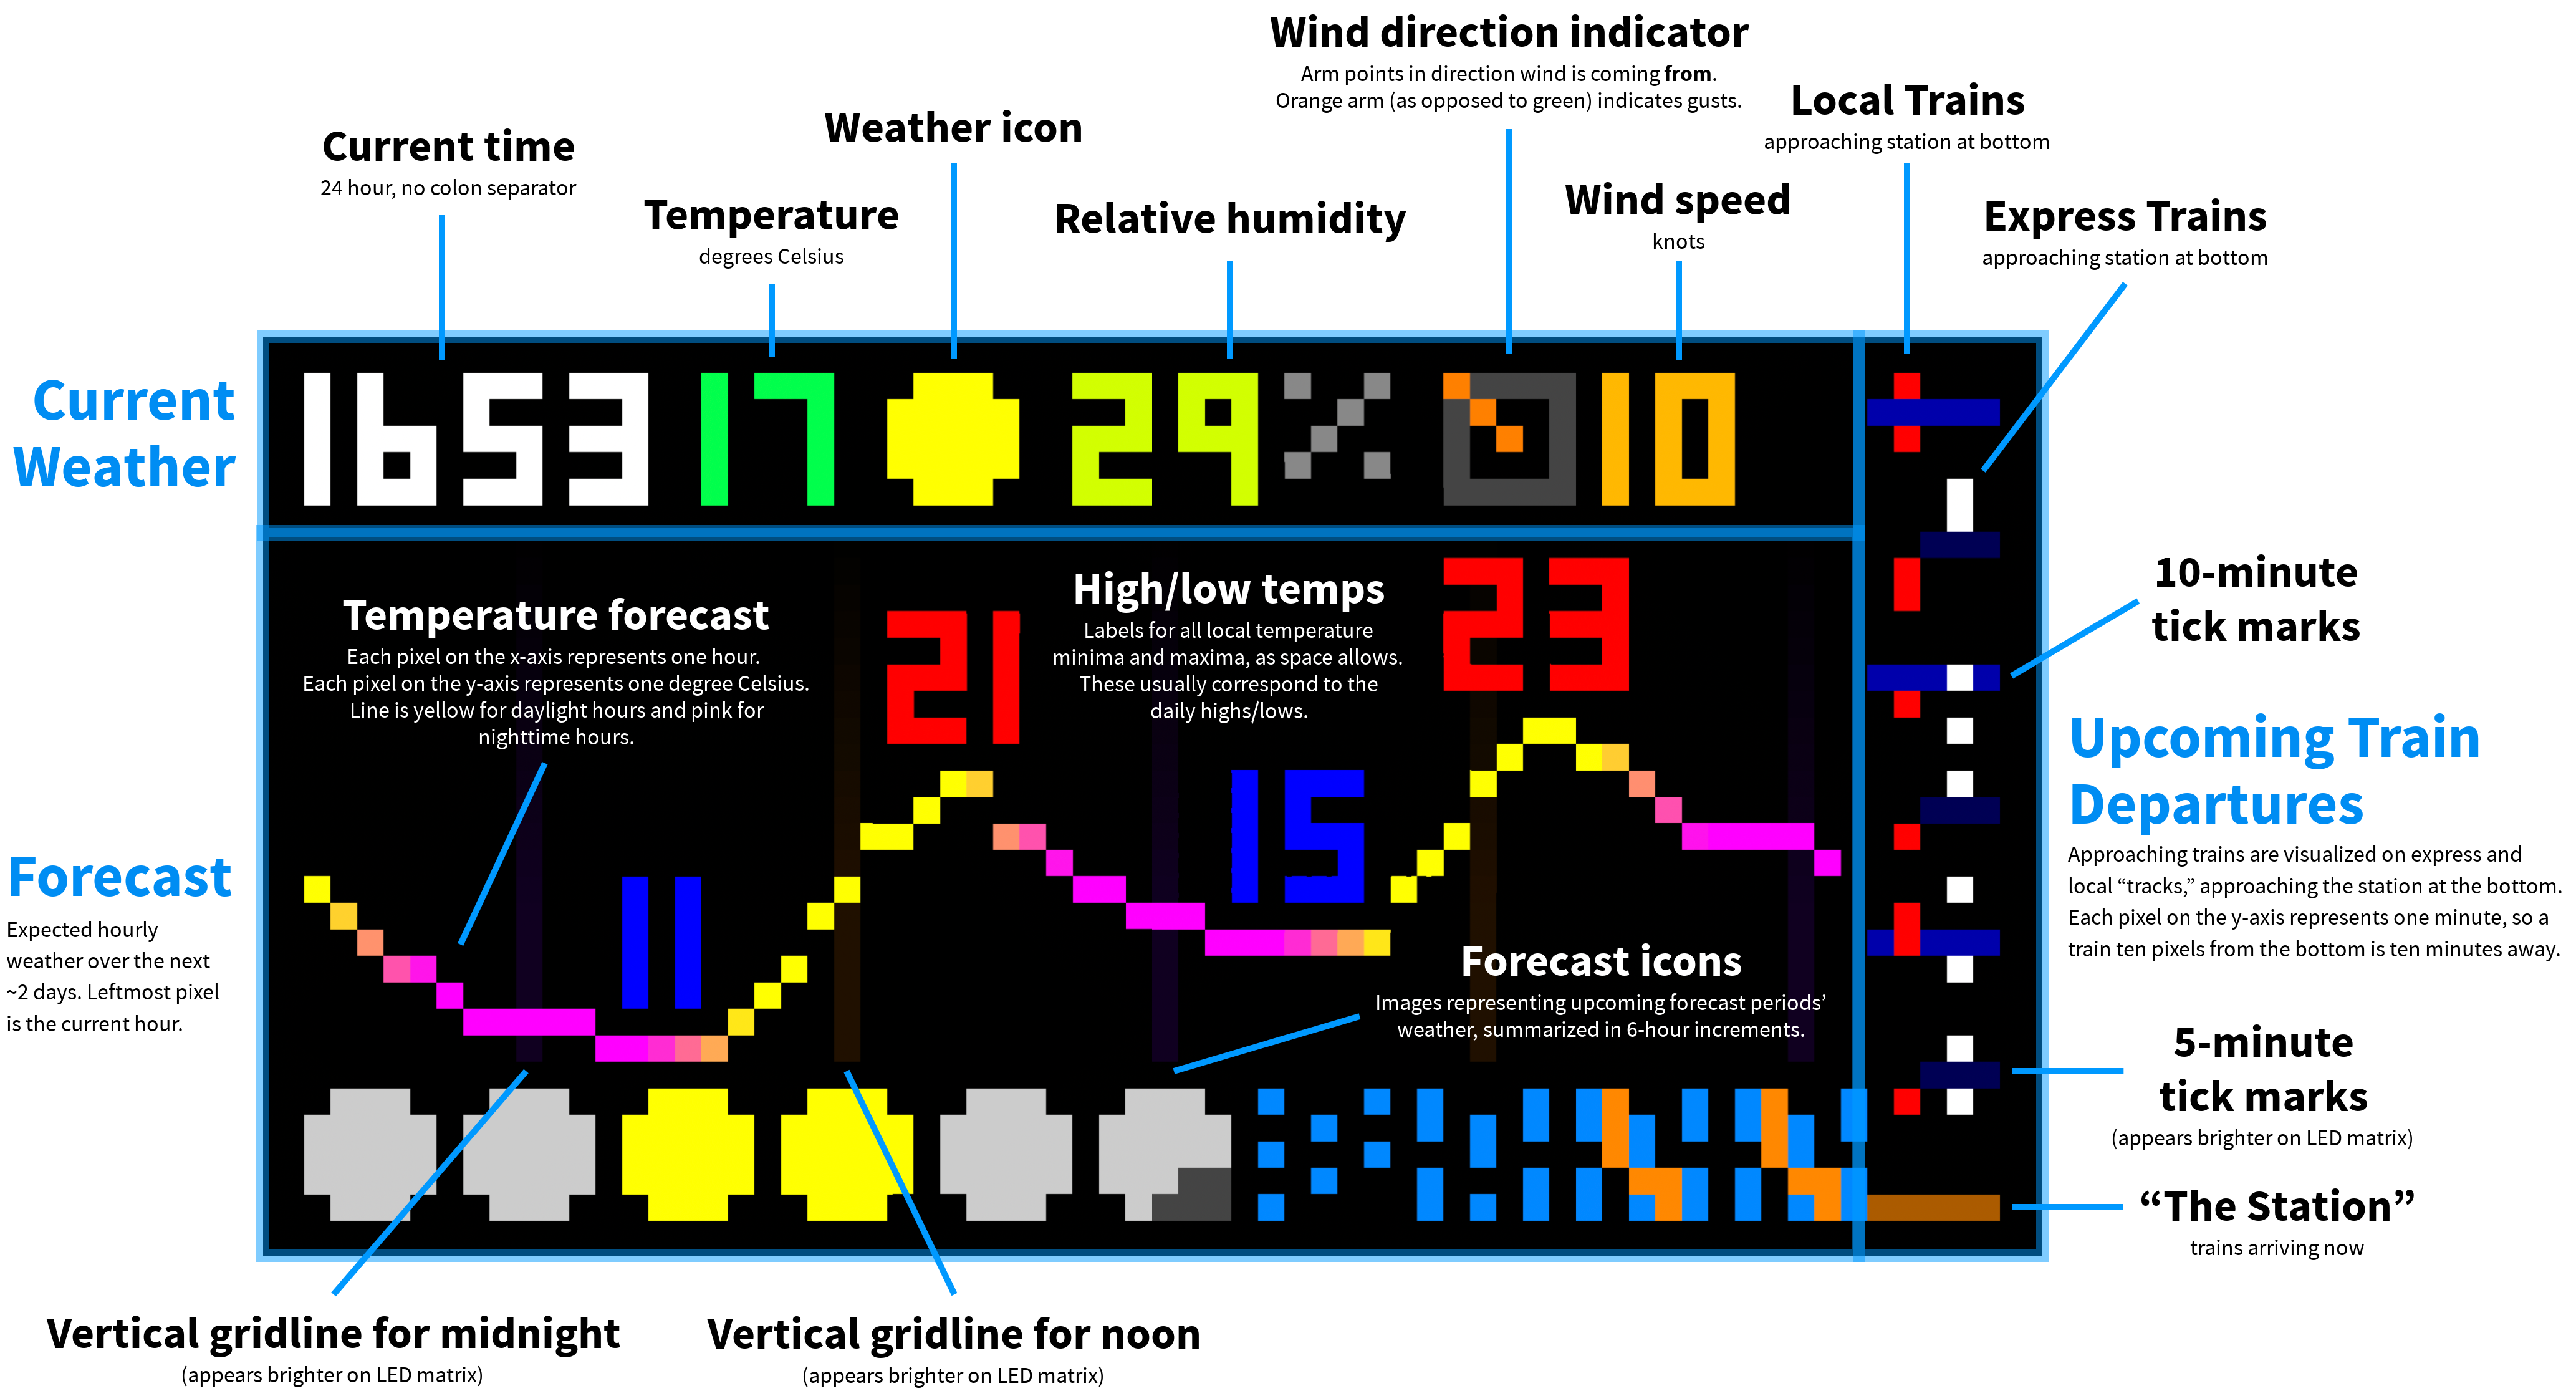 Wind direction indicator
Arm points in direction wind is coming from.
Orange arm (as opposed to green) indicates gusts.
Local Trains
approaching station at bottom
Weather icon
Current time
24 hour, no colon separator
Temperature
degrees Celsius
Relative humidity
Wind speed
knots
Express Trains
approaching station at bottom
Current
Weather
1653 17 29% 10
10-minute
tick marks
Temperature forecast
Each pixel on the x-axis represents one hour.
Each pixel on the y-axis represents one degree Celsius.
Line is yellow for daylight hours and pink for
nighttime hours.
21
High/low temps
Labels for all local temperature
minima and maxima, as space allows.
These usually correspond to the
daily highs/lows.
23
11
15
Upcoming Train
Departures
Approaching trains are visualized on express and
local “tracks,” approaching the station at the bottom.
Each pixel on the y-axis represents one minute, so a
train ten pixels from the bottom is ten minutes away.
Forecast
Expected hourly
weather over the next
~2 days. Leftmost pixel
is the current hour.
Forecast icons
Images representing upcoming forecast periods’
weather, summarized in 6-hour increments.
5-minute
tick marks
(appears brighter on LED matrix)
“The Station”
trains arriving now
Vertical gridline for midnight
(appears brighter on LED matrix)
Vertical gridline for noon
(appears brighter on LED matrix)